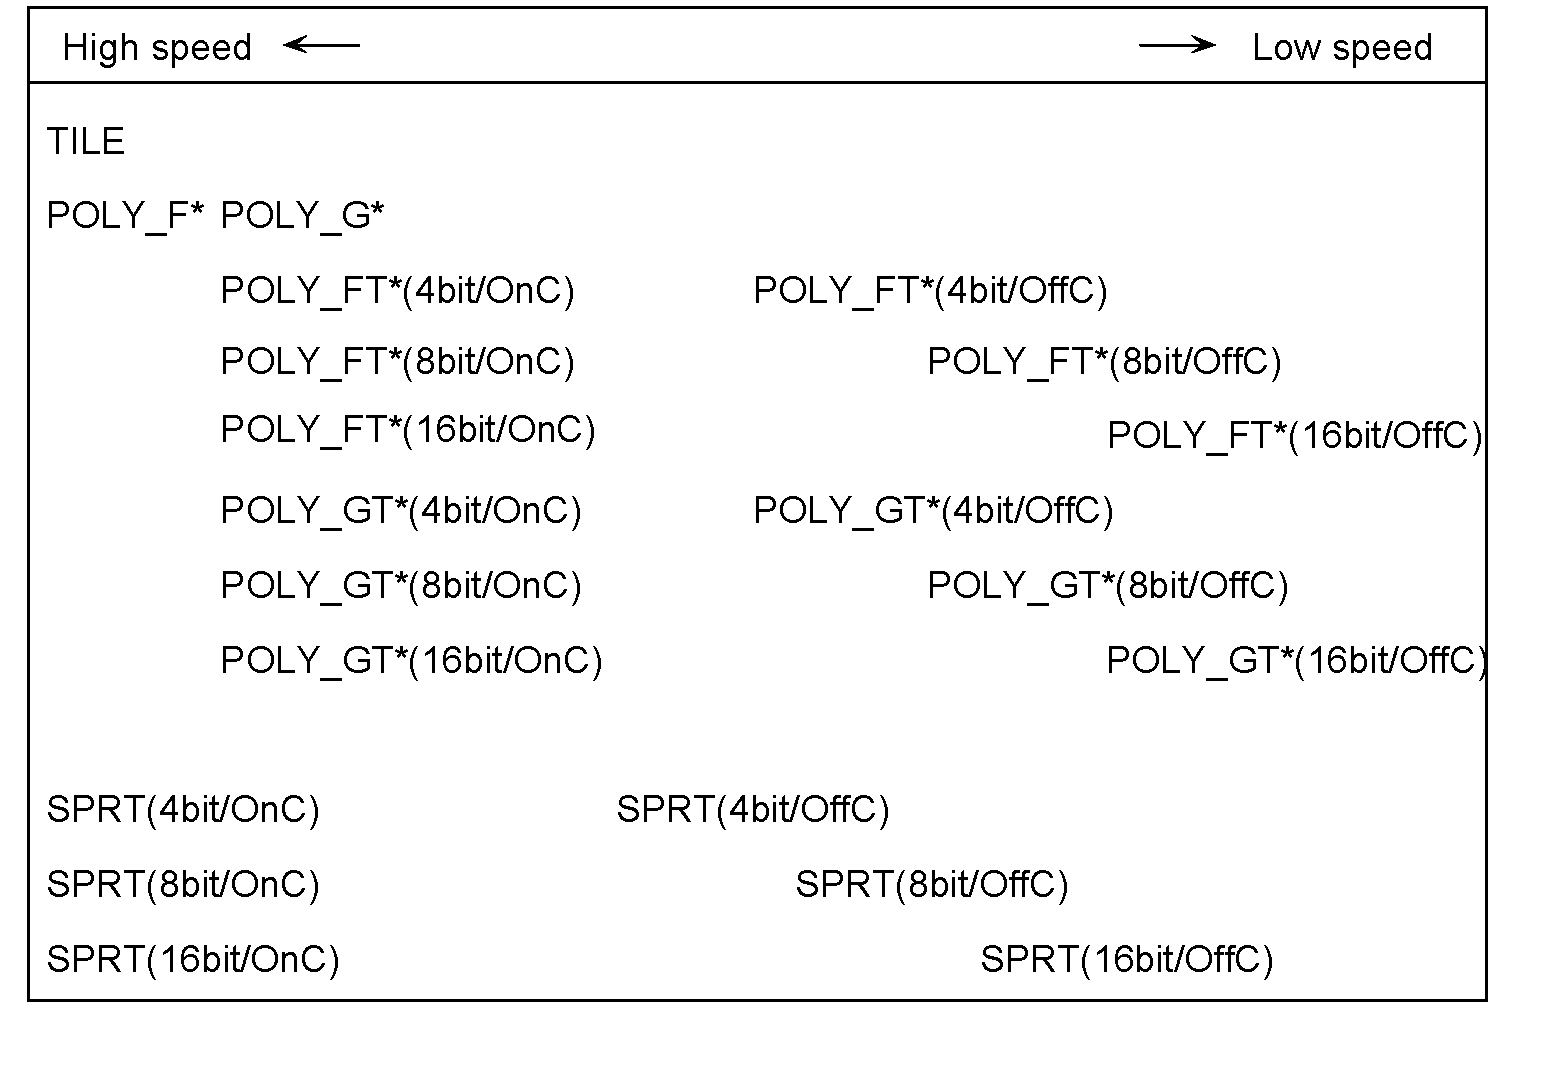 High speed ← → Low speed
TILE
POLY_F* POLY_G*
POLY_FT*(4bit/OnC) POLY_FT*(4bit/OffC)
POLY_FT*(8bit/OnC) POLY_FT*(8bit/OffC)
POLY_FT*(16bit/OnC) POLY_FT*(16bit/OffC)
POLY_GT*(4bit/OnC) POLY_GT*(4bit/OffC)
POLY_GT*(8bit/OnC) POLY_GT*(8bit/OffC)
POLY_GT*(16bit/OnC) POLY_GT*(16bit/OffC)
SPRT(4bit/OnC) SPRT(4bit/OffC)
SPRT(8bit/OnC) SPRT(8bit/OffC)
SPRT(16bit/OnC) SPRT(16bit/OffC)